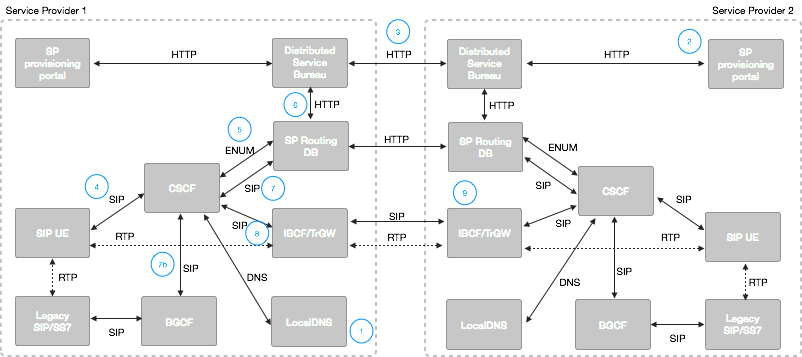 Service Provider 1
Service Provider 2
SP
provisioning
portal
HTTP
Distributed
Service
Bureau
3
HTTP
Distributed
Service
Bureau
HTTP
2
SP
provisioning
portal
6
HTTP
HTTP
5
ENUM
SP Routing
DB
HTTP
SP Routing
DB
ENUM
4
SIP
CSCF
SIP
7
SIP
9
CSCF
SIP
SIP UE
RTP
SIP
8
IBCF/TrGW
SIP
RTP
IBCF/TrGW
SIP
RTP
SIP UE
RTP
7b
SIP
DNS
DNS
SIP
RTP
Legacy
SIP/SS7
SIP
BGCF
LocalDNS
1
LocalDNS
BGCF
SIP
Legacy
SIP/SS7